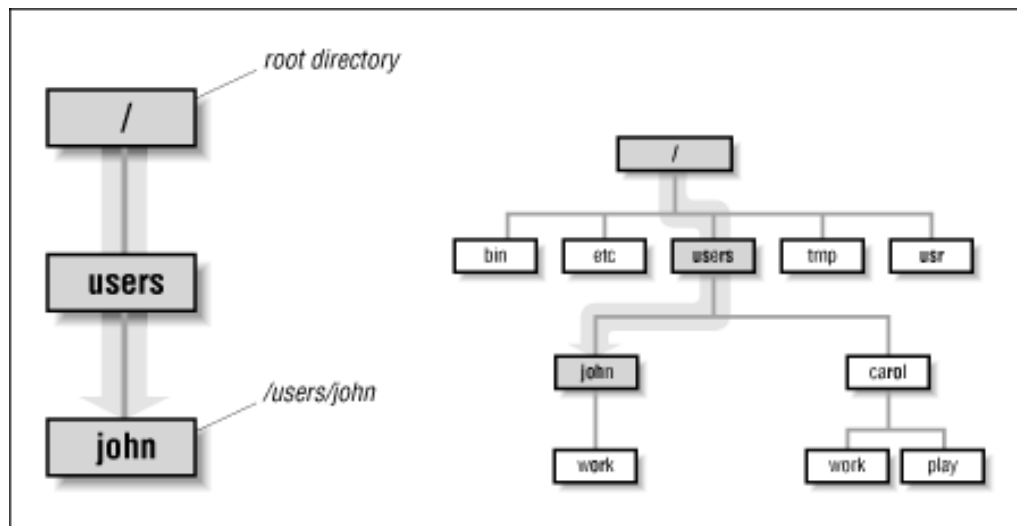 root directory
/
users
/users/john
john
/
bin etc users tmp usr
john carol
work work play